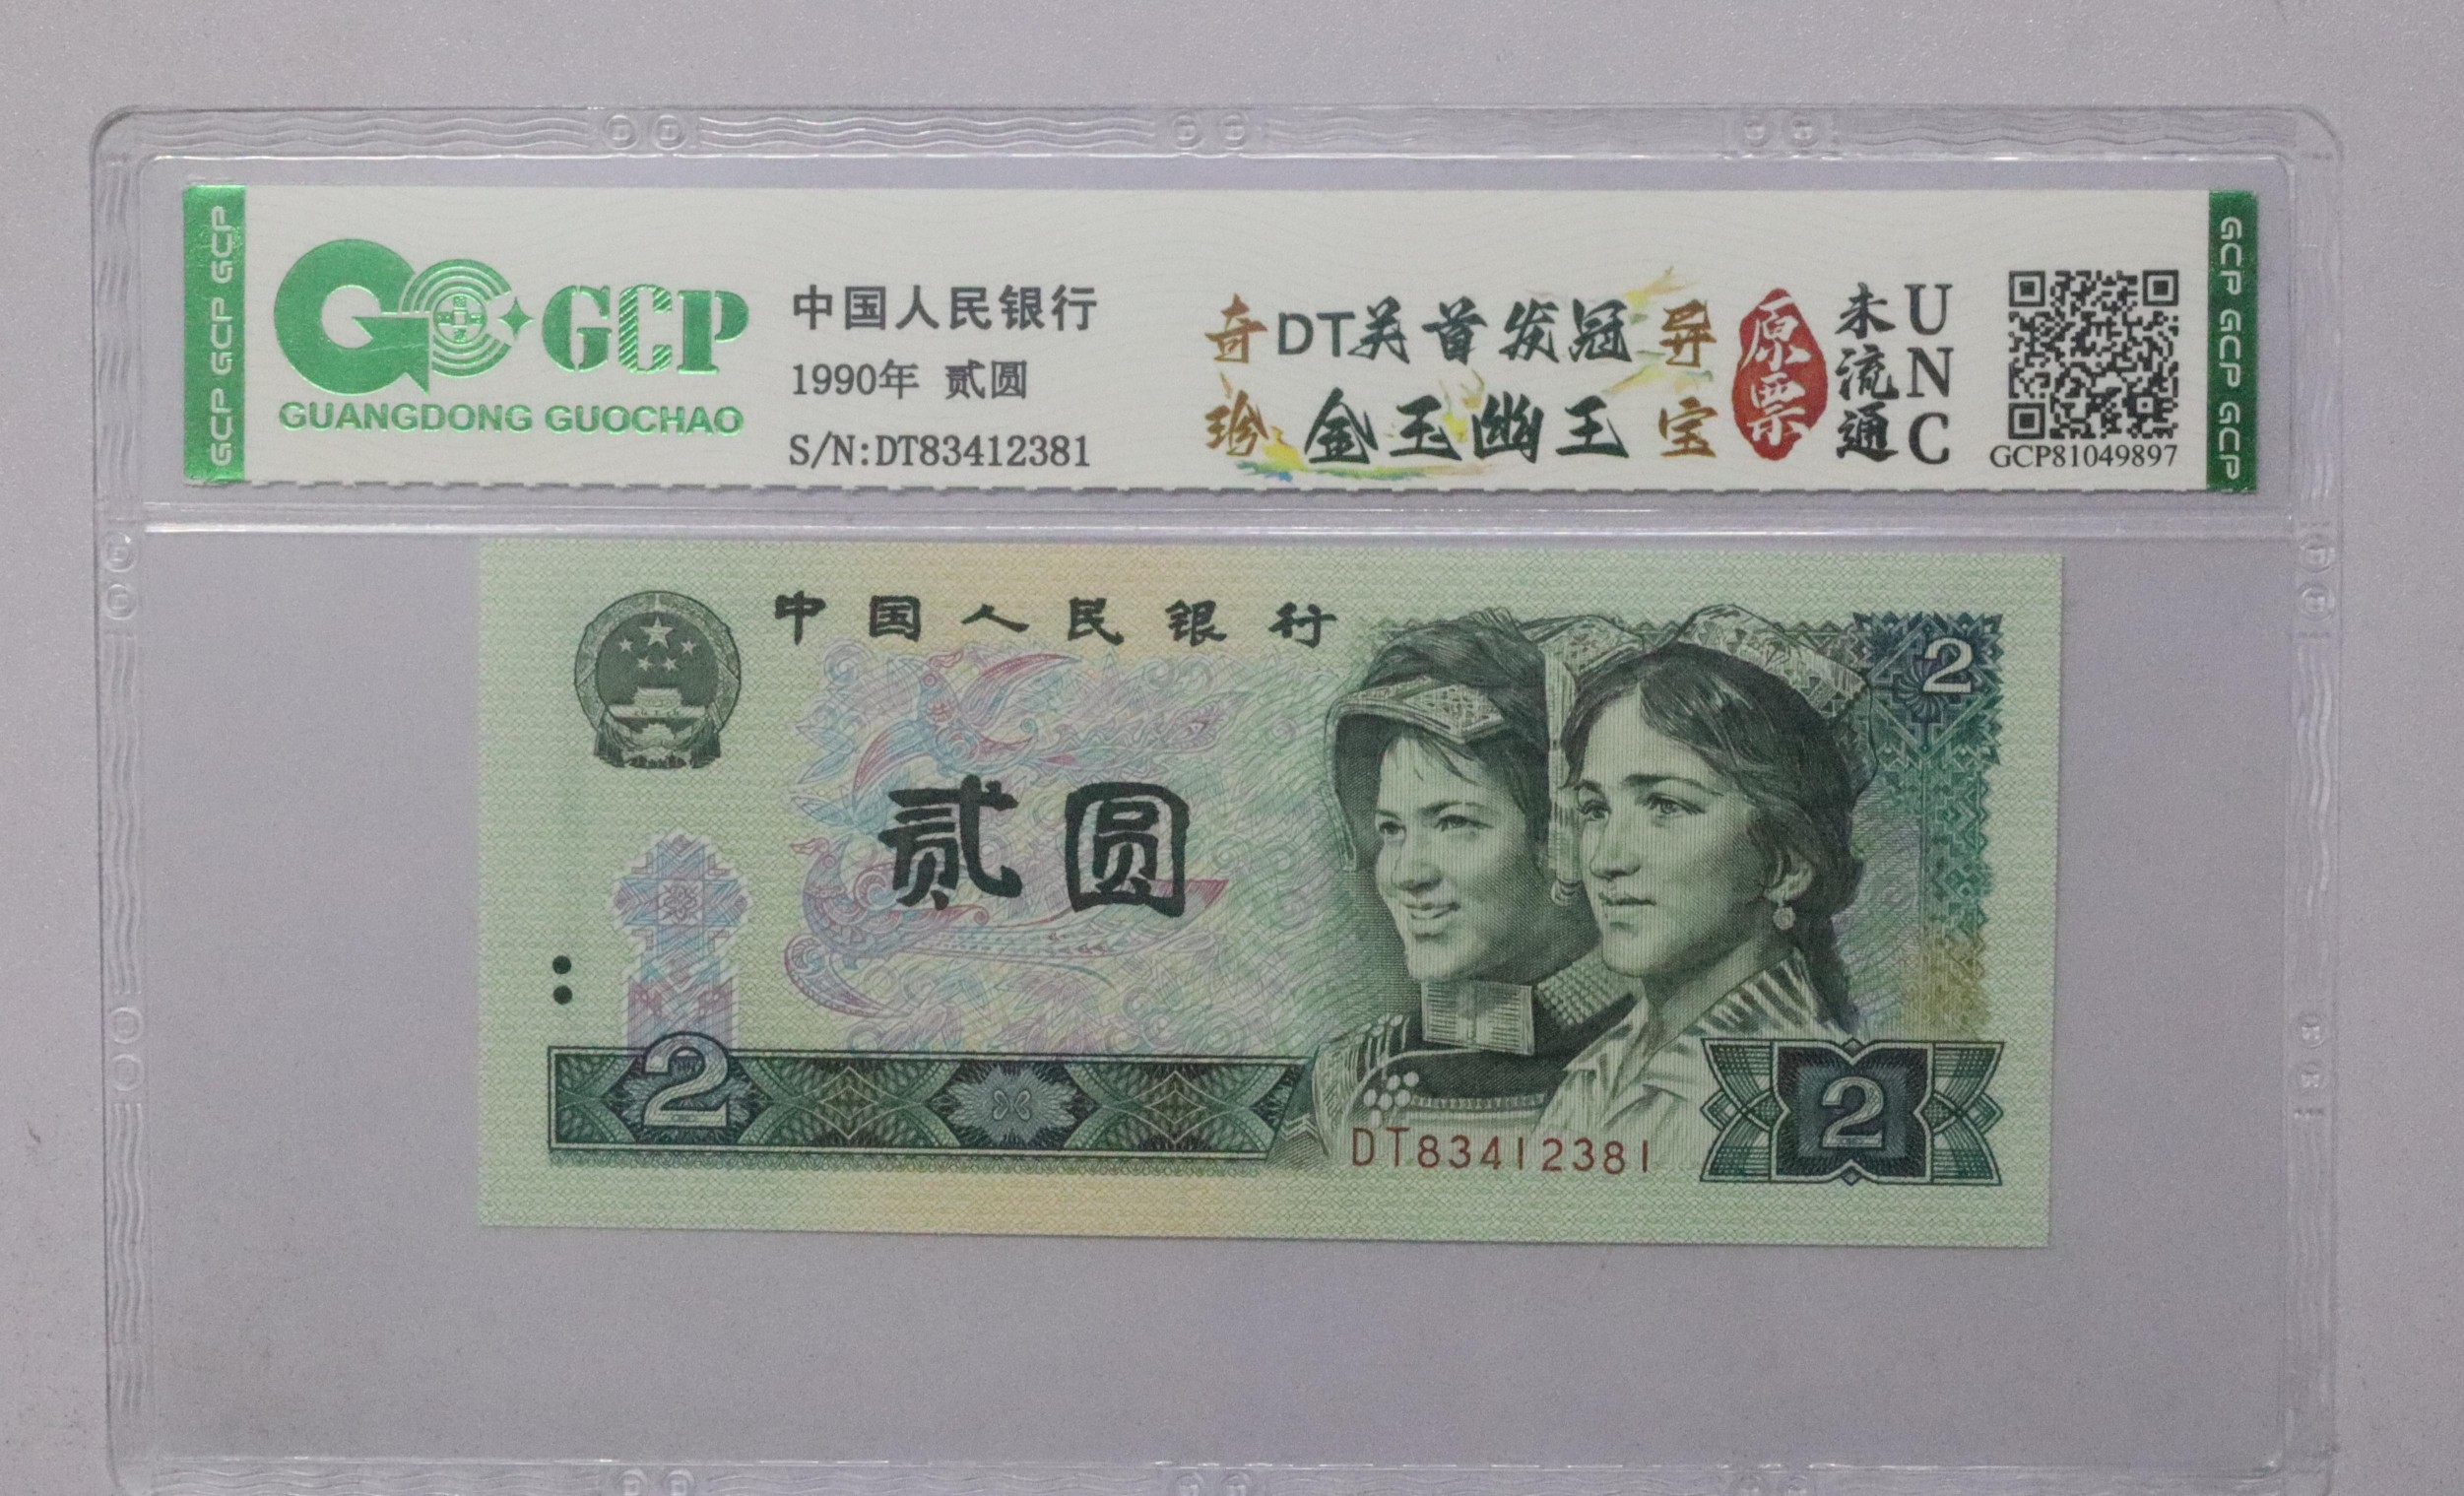 GCP GCP GCP
GCP
GUANGDONG GUOCHAO
中国人民银行
1990年 贰圆
S/N:DT83412381
奇DT关首发冠异
珍金玉幽王宝
原票
未流通
UNC
GCP81049897
GCP GCP GCP
中国人民银行
2
贰圆
2
DT83412381
2